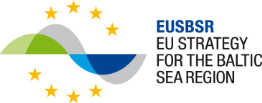 EUSBSR
EU STRATEGY
FOR THE BALTIC
SEA REGION